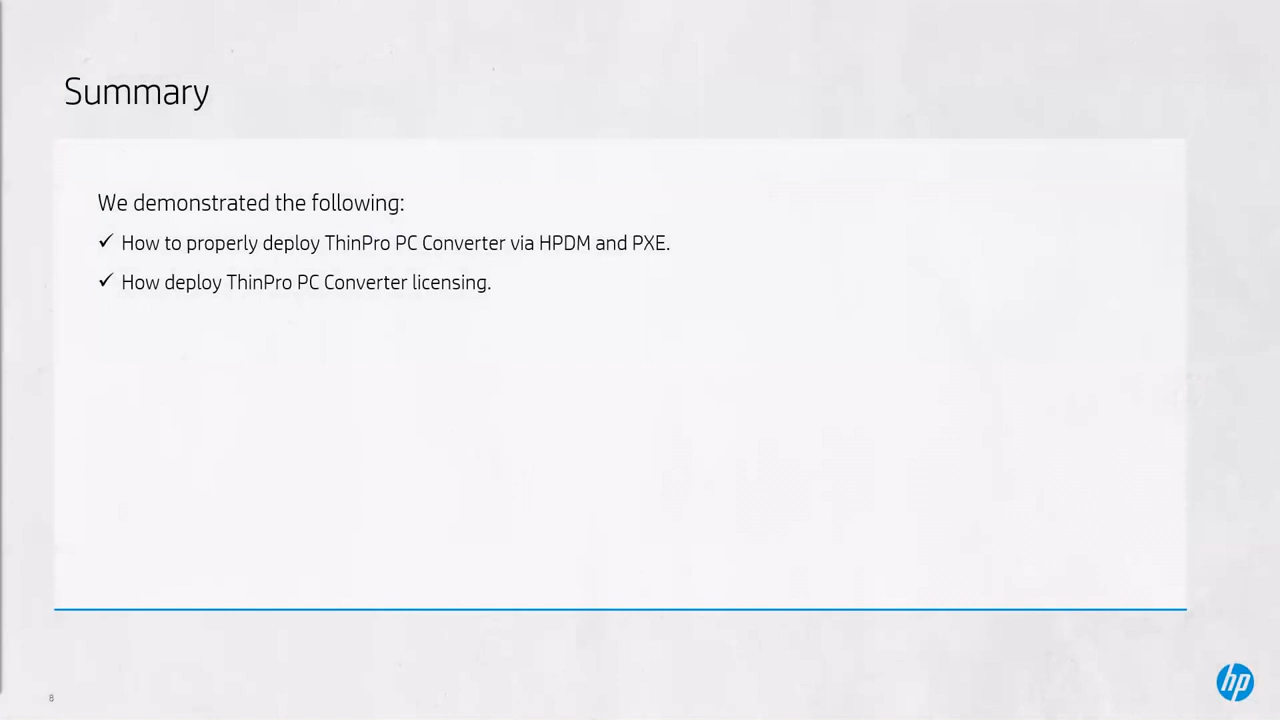 Summary
We demonstrated the following:
✓ How to properly deploy ThinPro PC Converter via HPDM and PXE.
✓ How deploy ThinPro PC Converter licensing.
8
hp